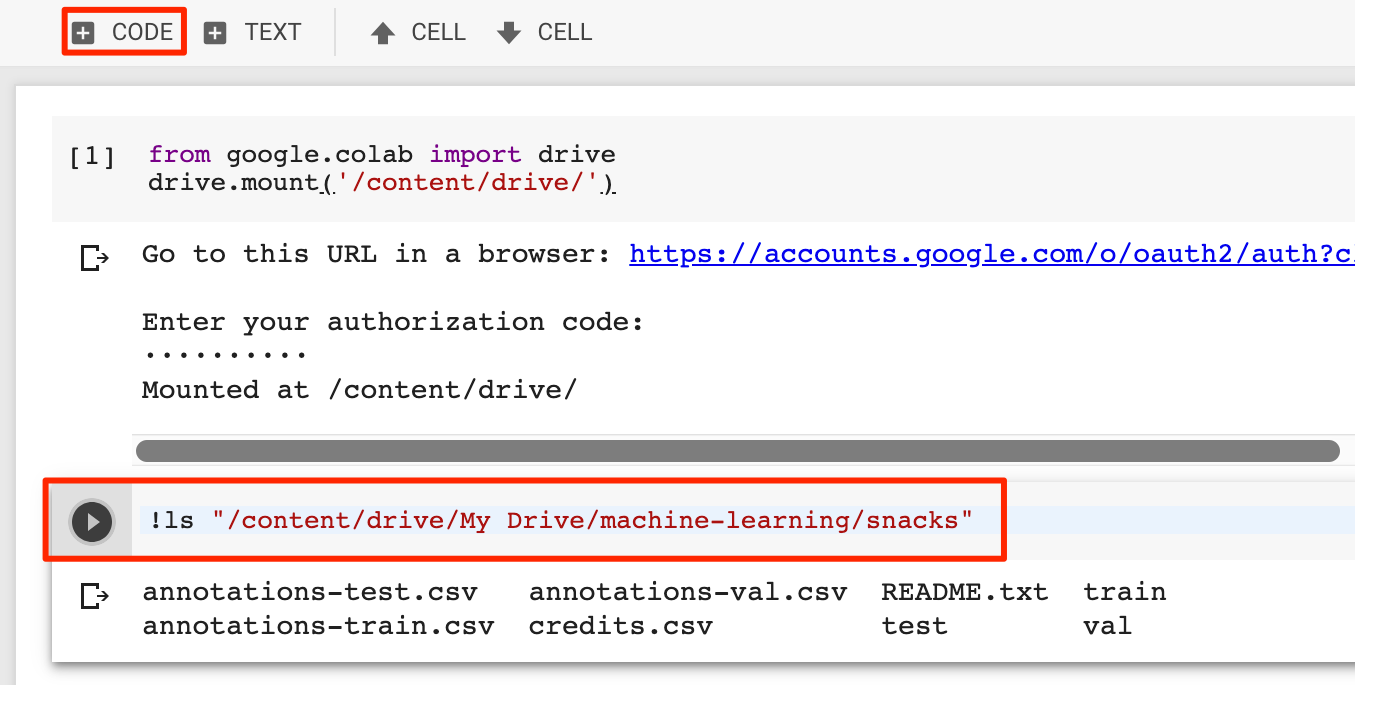 CODE TEXT CELL CELL
[1] from google.colab import drive
drive.mount('/content/drive/')
Go to this URL in a browser: https://accounts.google.com/o/oauth2/auth?c
Enter your authorization code:
··········
Mounted at /content/drive/
!ls "/content/drive/My Drive/machine-learning/snacks"
annotations-test.csv annotations-val.csv README.txt train
annotations-train.csv credits.csv test val